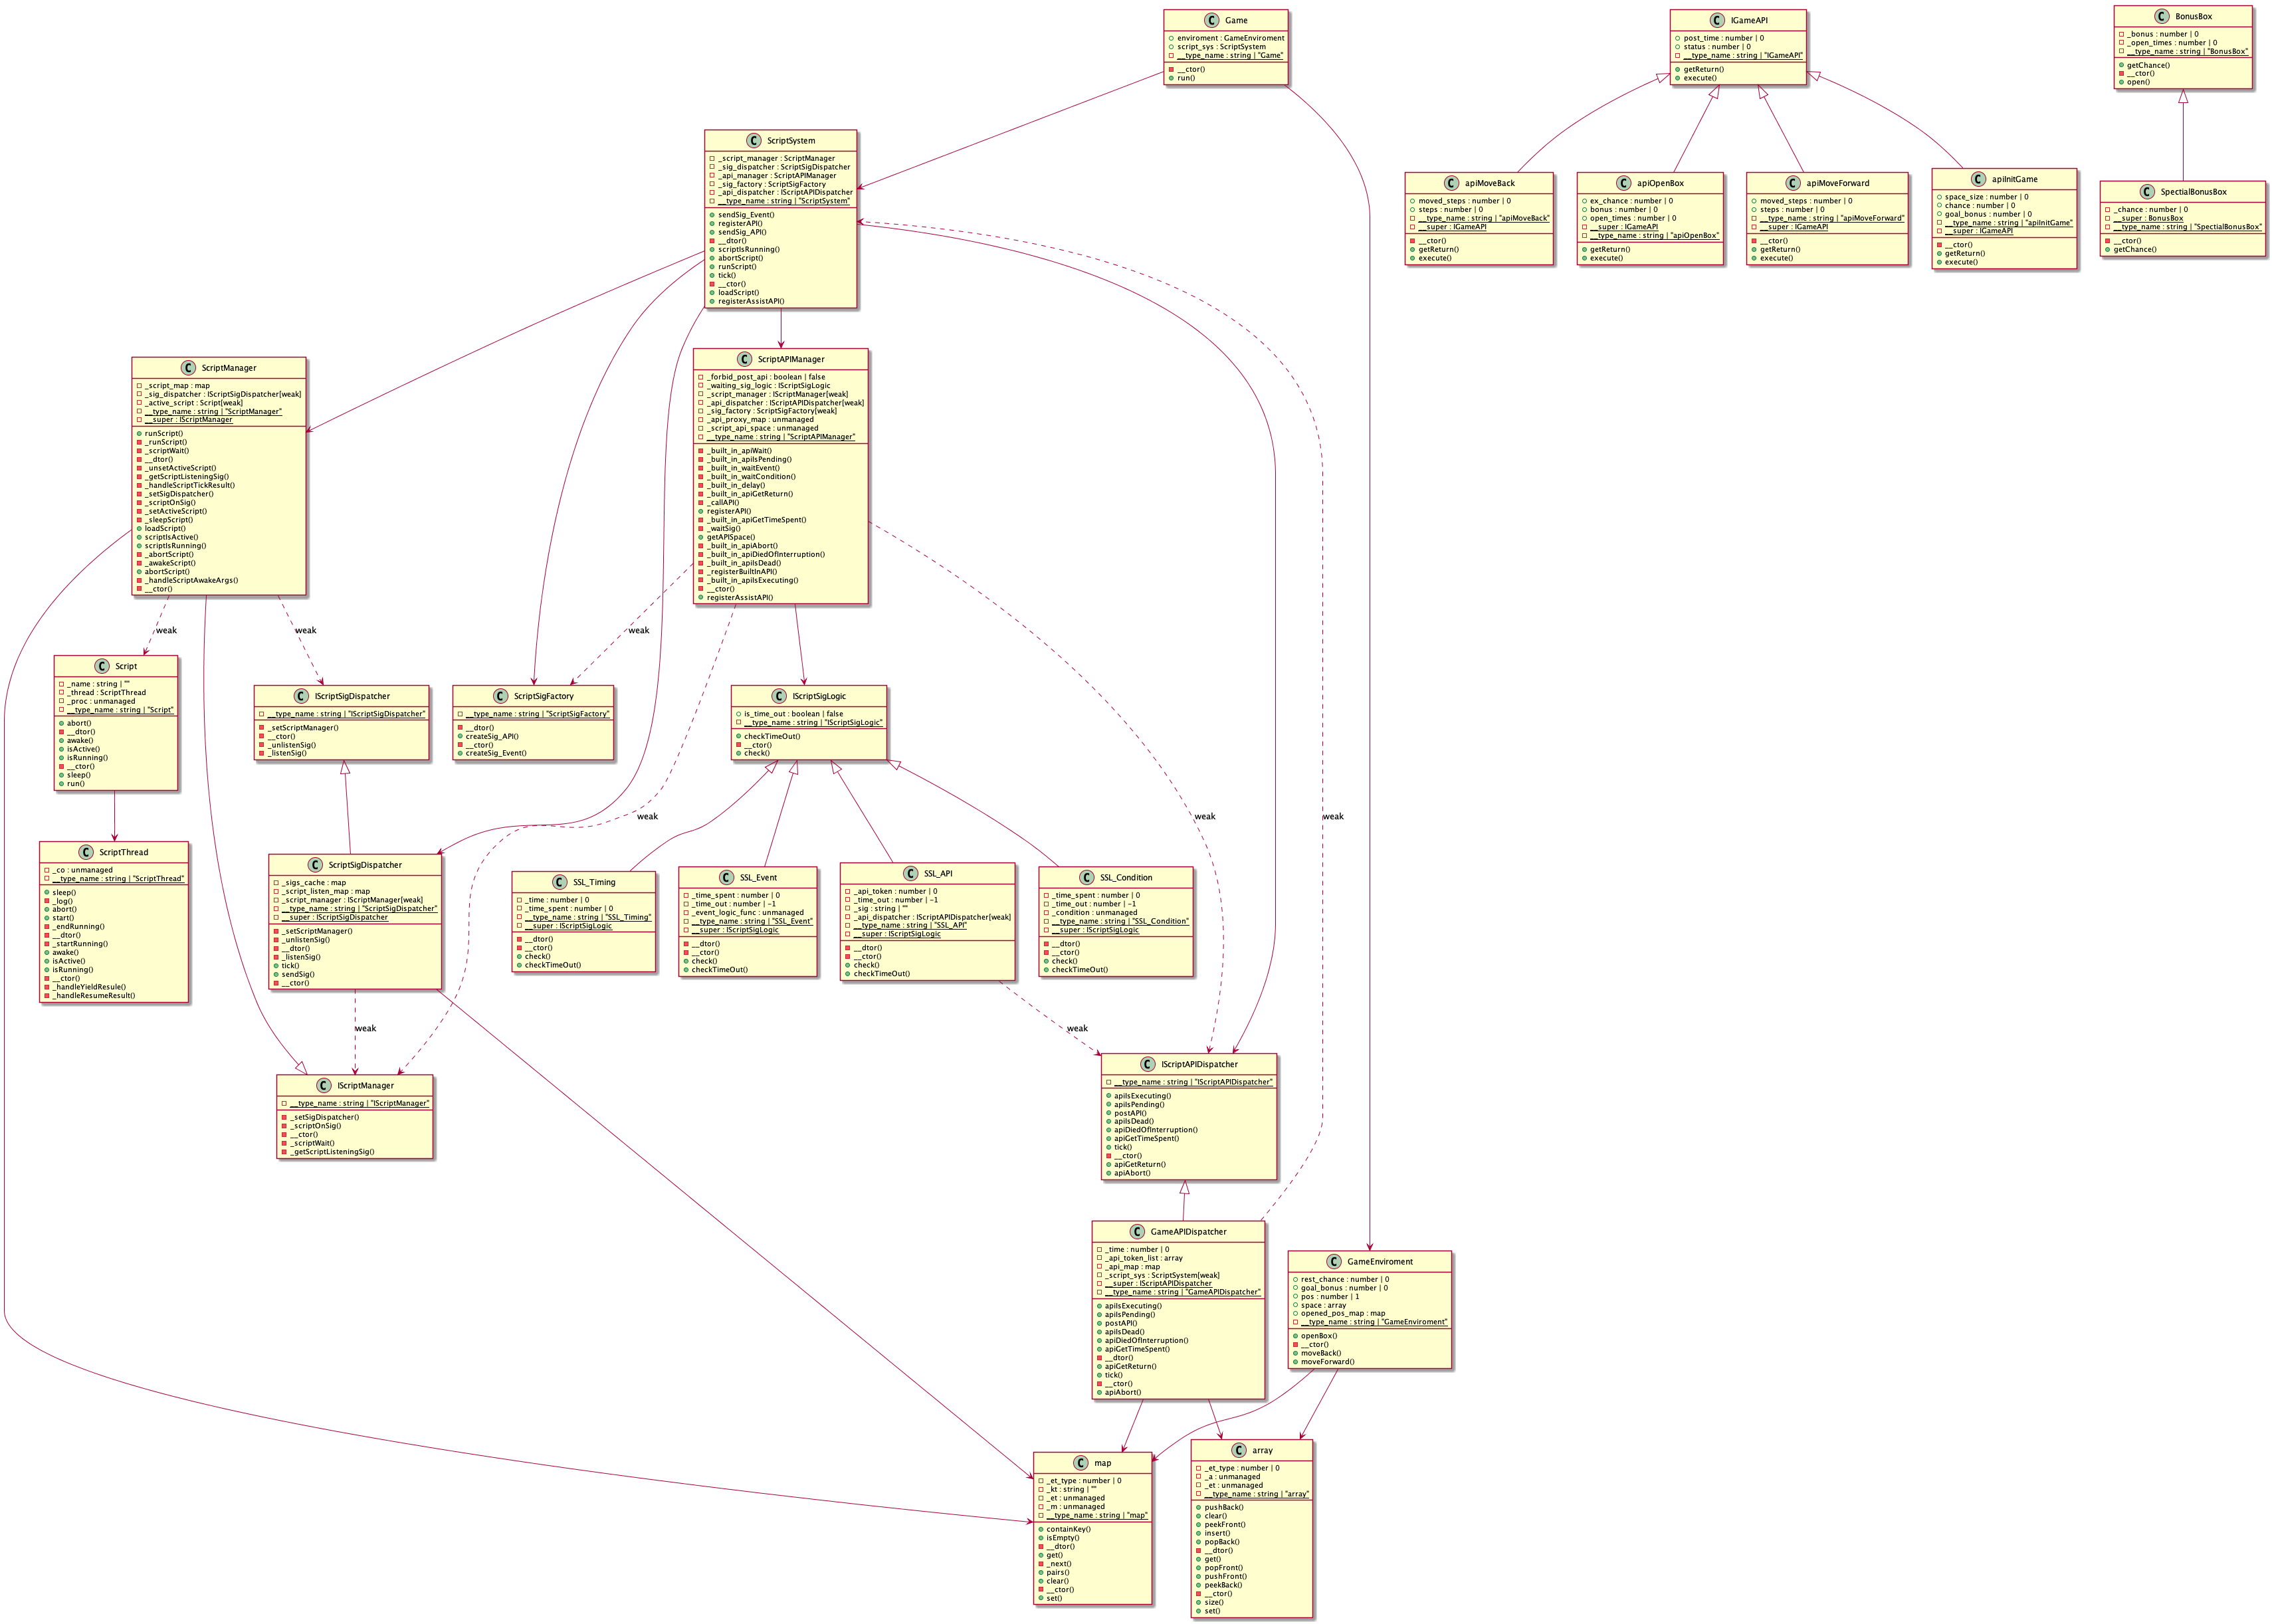 C Game
enviroment : GameEnviroment
script_sys : ScriptSystem
__type_name : string | "Game"
__ctor()
run()
C IGameAPI
post_time : number | 0
status : number | 0
__type_name : string | "IGameAPI"
getReturn()
execute()
C BonusBox
_bonus : number | 0
_open_times : number | 0
__type_name : string | "BonusBox"
getChance()
__ctor()
open()
C ScriptSystem
_script_manager : ScriptManager
_sig_dispatcher : ScriptSigDispatcher
_api_manager : ScriptAPIManager
_sig_factory : ScriptSigFactory
_api_dispatcher : IScriptAPIDispatcher
__type_name : string | "ScriptSystem"
sendSig_Event()
registerAPI()
sendSig_API()
__dtor()
scriptIsRunning()
abortScript()
runScript()
tick()
__ctor()
loadScript()
registerAssistAPI()
C apiMoveBack
moved_steps : number | 0
steps : number | 0
__type_name : string | "apiMoveBack"
__super : IGameAPI
__ctor()
getReturn()
execute()
C apiOpenBox
ex_chance : number | 0
bonus : number | 0
open_times : number | 0
__super : IGameAPI
__type_name : string | "apiOpenBox"
getReturn()
execute()
C apiMoveForward
moved_steps : number | 0
steps : number | 0
__type_name : string | "apiMoveForward"
__super : IGameAPI
__ctor()
getReturn()
execute()
C apiInitGame
space_size : number | 0
chance : number | 0
goal_bonus : number | 0
__type_name : string | "apiInitGame"
__super : IGameAPI
__ctor()
getReturn()
execute()
C SpectialBonusBox
_chance : number | 0
__super : BonusBox
__type_name : string | "SpectialBonusBox"
__ctor()
getChance()
C ScriptManager
_script_map : map
_sig_dispatcher : IScriptSigDispatcher[weak]
_active_script : Script[weak]
__type_name : string | "ScriptManager"
__super : IScriptManager
runScript()
_runScript()
_scriptWait()
__dtor()
_unsetActiveScript()
_getScriptListeningSig()
_handleScriptTickResult()
_setSigDispatcher()
_scriptOnSig()
_setActiveScript()
_sleepScript()
loadScript()
scriptIsActive()
scriptIsRunning()
_abortScript()
_awakeScript()
abortScript()
_handleScriptAwakeArgs()
__ctor()
C ScriptAPIManager
_forbid_post_api : boolean | false
_waiting_sig_logic : IScriptSigLogic
_script_manager : IScriptManager[weak]
_api_dispatcher : IScriptAPIDispatcher[weak]
_sig_factory : ScriptSigFactory[weak]
_api_proxy_map : unmanaged
_script_api_space : unmanaged
__type_name : string | "ScriptAPIManager"
_built_in_apiWait()
_built_in_apiIsPending()
_built_in_waitEvent()
_built_in_waitCondition()
_built_in_delay()
_built_in_apiGetReturn()
_callAPI()
registerAPI()
_built_in_apiGetTimeSpent()
_waitSig()
getAPISpace()
_built_in_apiAbort()
_built_in_apiDiedOfInterruption()
_built_in_apiIsDead()
_registerBuiltInAPI()
_built_in_apiIsExecuting()
__ctor()
registerAssistAPI()
weak
weak
weak
C Script
_name : string | ""
_thread : ScriptThread
_proc : unmanaged
__type_name : string | "Script"
abort()
__dtor()
awake()
isActive()
isRunning()
__ctor()
sleep()
run()
C IScriptSigDispatcher
__type_name : string | "IScriptSigDispatcher"
_setScriptManager()
__ctor()
_unlistenSig()
_listenSig()
C ScriptSigFactory
__type_name : string | "ScriptSigFactory"
__dtor()
createSig_API()
__ctor()
createSig_Event()
C IScriptSigLogic
is_time_out : boolean | false
__type_name : string | "IScriptSigLogic"
checkTimeOut()
__ctor()
check()
weak
weak
weak
C ScriptThread
_co : unmanaged
__type_name : string | "ScriptThread"
sleep()
_log()
abort()
start()
_endRunning()
__dtor()
_startRunning()
awake()
isActive()
isRunning()
__ctor()
_handleYieldResule()
_handleResumeResult()
C ScriptSigDispatcher
_sigs_cache : map
_script_listen_map : map
_script_manager : IScriptManager[weak]
__type_name : string | "ScriptSigDispatcher"
__super : IScriptSigDispatcher
_setScriptManager()
_unlistenSig()
__dtor()
_listenSig()
tick()
sendSig()
__ctor()
C SSL_Timing
_time : number | 0
_time_spent : number | 0
__type_name : string | "SSL_Timing"
__super : IScriptSigLogic
__dtor()
__ctor()
check()
checkTimeOut()
C SSL_Event
_time_spent : number | 0
_time_out : number | -1
_event_logic_func : unmanaged
__type_name : string | "SSL_Event"
__super : IScriptSigLogic
__dtor()
__ctor()
check()
checkTimeOut()
C SSL_API
_api_token : number | 0
_time_out : number | -1
_sig : string | ""
_api_dispatcher : IScriptAPIDispatcher[weak]
__type_name : string | "SSL_API"
__super : IScriptSigLogic
__dtor()
__ctor()
check()
checkTimeOut()
C SSL_Condition
_time_spent : number | 0
_time_out : number | -1
_condition : unmanaged
__type_name : string | "SSL_Condition"
__super : IScriptSigLogic
__dtor()
__ctor()
check()
checkTimeOut()
weak
weak
C IScriptManager
__type_name : string | "IScriptManager"
_setSigDispatcher()
_scriptOnSig()
__ctor()
_scriptWait()
_getScriptListeningSig()
C IScriptAPIDispatcher
__type_name : string | "IScriptAPIDispatcher"
apiIsExecuting()
apiIsPending()
postAPI()
apiIsDead()
apiDiedOfInterruption()
apiGetTimeSpent()
tick()
__ctor()
apiGetReturn()
apiAbort()
C GameAPIDispatcher
_time : number | 0
_api_token_list : array
_api_map : map
_script_sys : ScriptSystem[weak]
__super : IScriptAPIDispatcher
__type_name : string | "GameAPIDispatcher"
apiIsExecuting()
apiIsPending()
postAPI()
apiIsDead()
apiDiedOfInterruption()
apiGetTimeSpent()
__dtor()
apiGetReturn()
tick()
__ctor()
apiAbort()
C GameEnviroment
rest_chance : number | 0
goal_bonus : number | 0
pos : number | 1
space : array
opened_pos_map : map
__type_name : string | "GameEnviroment"
openBox()
__ctor()
moveBack()
moveForward()
C map
_et_type : number | 0
_kt : string | ""
_et : unmanaged
_m : unmanaged
__type_name : string | "map"
containKey()
isEmpty()
__dtor()
get()
_next()
pairs()
clear()
__ctor()
set()
C array
_et_type : number | 0
_a : unmanaged
_et : unmanaged
__type_name : string | "array"
pushBack()
clear()
peekFront()
insert()
popBack()
__dtor()
get()
popFront()
pushFront()
peekBack()
__ctor()
size()
set()